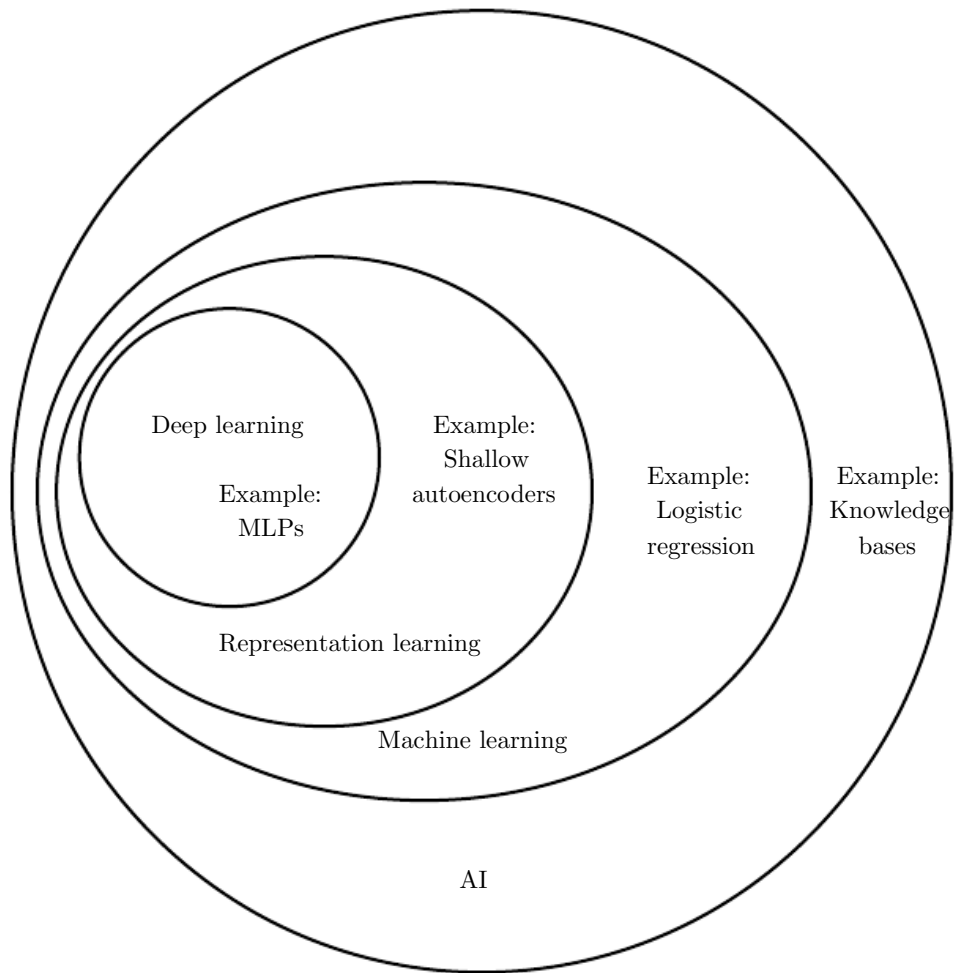 Deep learning
Example:
MLPs
Example:
Shallow
autoencoders
Example:
Logistic
regression
Example:
Knowledge
bases
Representation learning
Machine learning
AI